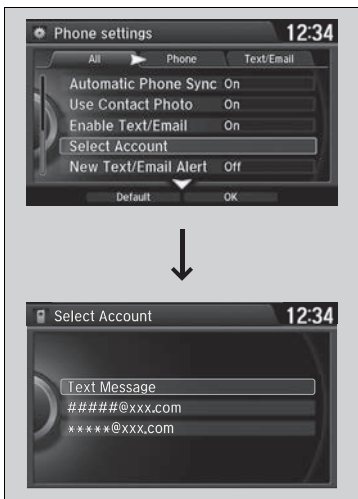 Phone settings 12:34
All Phone Text/Email
Automatic Phone Sync On
Use Contact Photo On
Enable Text/Email On
Select Account
New Text/Email Alert Off
Default OK
Select Account 12:34
Text Message
#####@xxx.com
*****@xxx.com